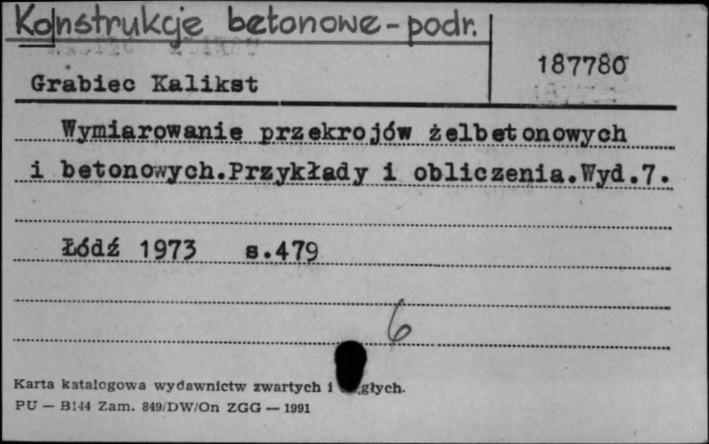 Konstrukcje betonowe - podr.
187780
Grabiec Kalikst
Wymiarowanie przekrojów żelbetonowych
i betonowych.Przykłady i obliczenia.Wyd.7.
Łódź 1973 s.479
6
Karta katalogowa wydawnictw zwartych i
PU — B144 Zam. 849/DW/On ZGG — 1991